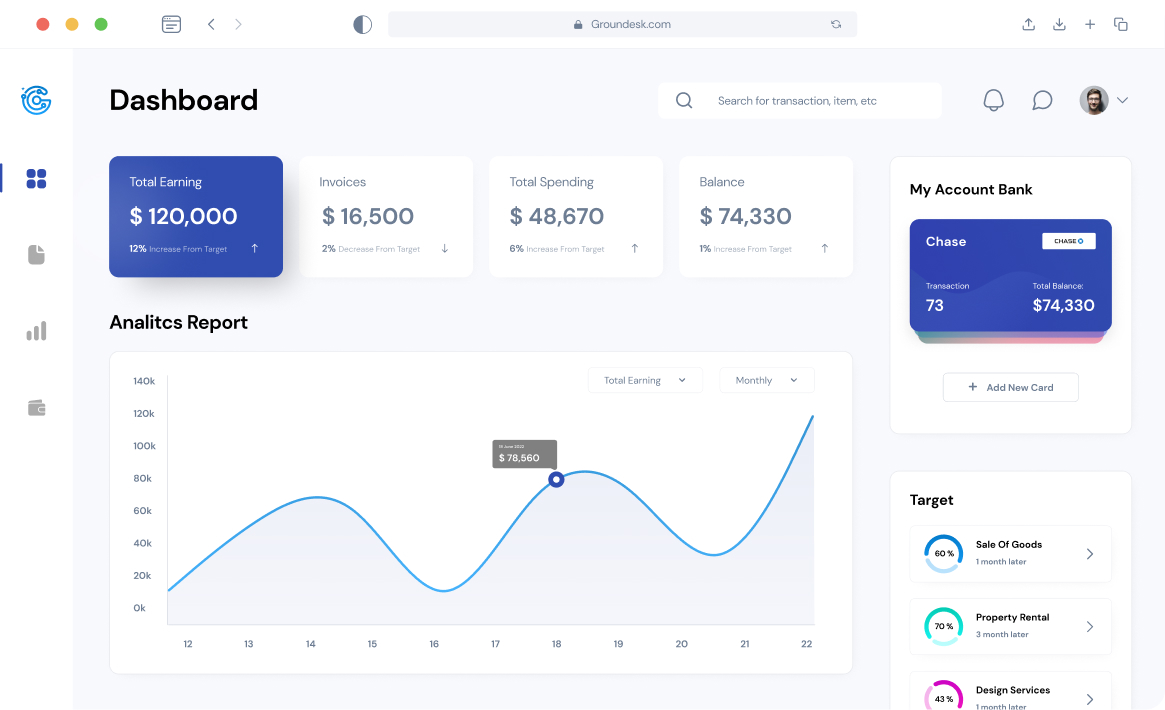 Groundesk.com
Dashboard
Search for transaction, item, etc
Total Earning
$ 120,000
12% Increase From Target
Invoices
$ 16,500
2% Decrease From Target
Total Spending
$ 48,670
6% Increase From Target
Balance
$ 74,330
1% Increase From Target
My Account Bank
Chase
CHASE
Transaction
73
Total Balance:
$74,330
+ Add New Card
Analitcs Report
Total Earning
Monthly
140k
120k
100k
80k
60k
40k
20k
0k
$ 78,560
12 13 14 15 16 17 18 19 20 21 22
Target
60 %
Sale Of Goods
1 month later
70 %
Property Rental
3 month later
43 %
Design Services
1 month later